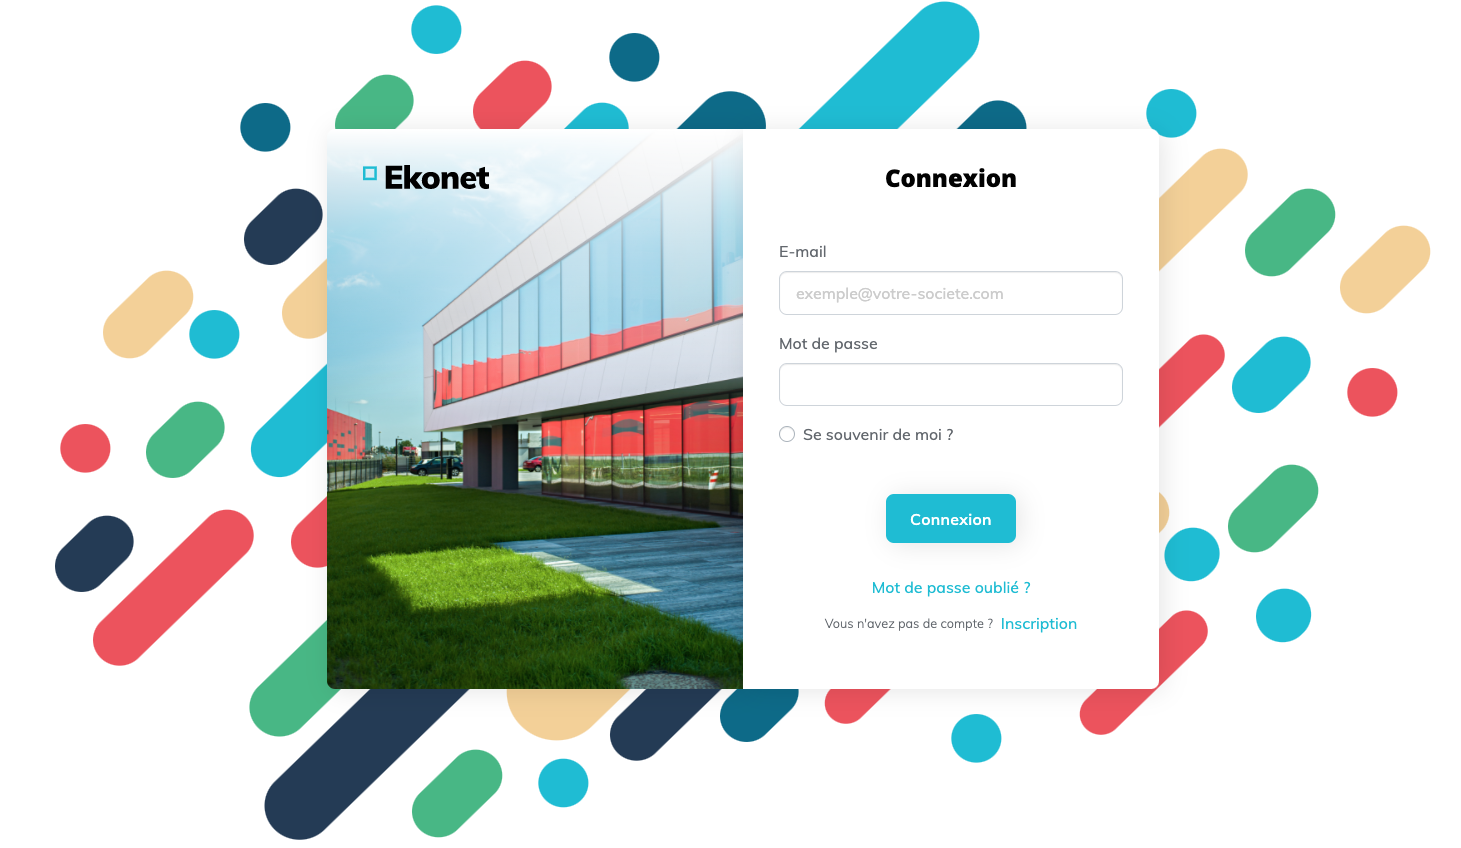 Ekonet
Connexion
E-mail
exemple@votre-societe.com
Mot de passe
Se souvenir de moi ?
Connexion
Mot de passe oublié ?
Vous n'avez pas de compte ? Inscription